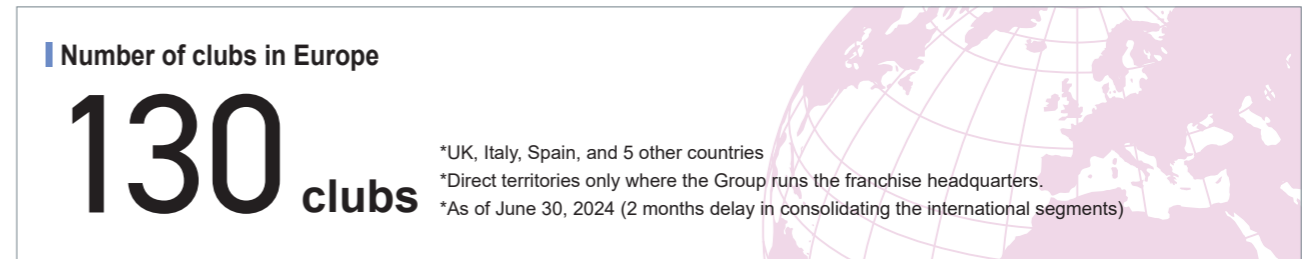 Number of clubs in Europe
130 clubs
*UK, Italy, Spain, and 5 other countries
*Direct territories only where the Group runs the franchise headquarters.
*As of June 30, 2024 (2 months delay in consolidating the international segments)